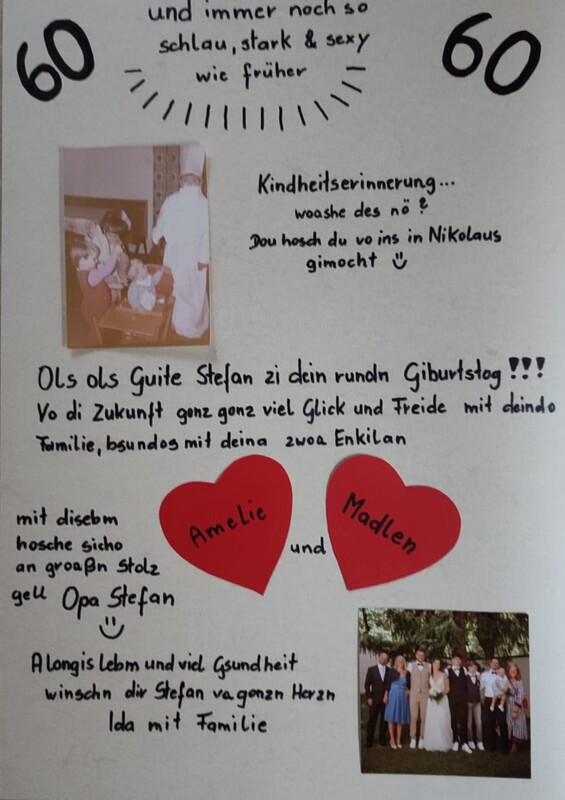 60
und immer noch so
60
schlau, stark & sexy
wie früher
Kindheitserinnerung...
woashe des nö?
Dou hosch du vo ins in Nikolaus
gimocht
Ols ols Guite Stefan zi dein rundn Giburtstog!!!
Vo di Zukunft gonz gonz viel Glick und Freide mit deindo
Familie, bsundos mit deina zwoa Enkilan
Amelie
und
Madlen
mit disebm
hosche sicho
an groaßn Stolz
gell Opa Stefan
A longis Lebm und viel Gsundheit
winschn dir Stefan va gonzn Herzn
Ida mit Familie